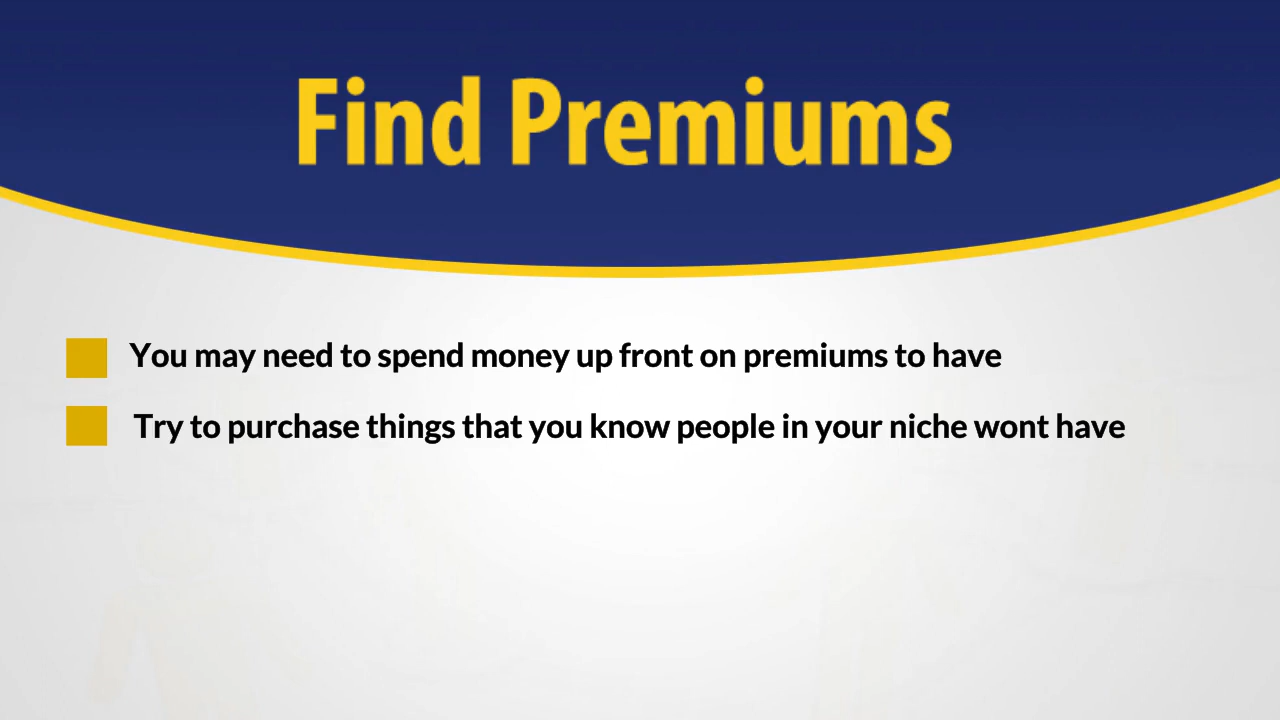 Find Premiums
You may need to spend money up front on premiums to have
Try to purchase things that you know people in your niche wont have